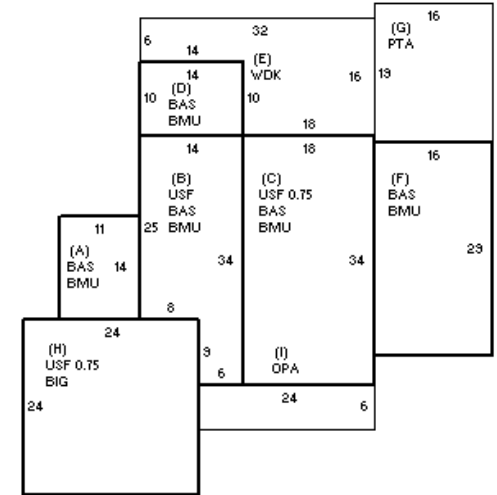 16
(G)
PTA
19
32
6
14
(E)
WDK
16
14
(D)
BAS
BMU
10
10
18
14
(B)
USF
BAS
BMU
25
34
8
9
6
18
(C)
USF 0.75
BAS
BMU
34
16
(F)
BAS
BMU
29
11
(A)
BAS
BMU
14
24
(H)
USF 0.75
BIG
24
(I)
OPA
24
6